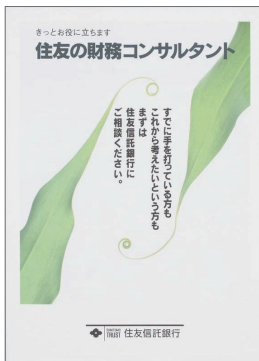 きっとお役に立ちます
住友の財務コンサルタント
すでに手を打っている方も
これから考えたいという方も
まずは
住友信託銀行に
ご相談ください。
SUMITOMO
TRUST
住友信託銀行